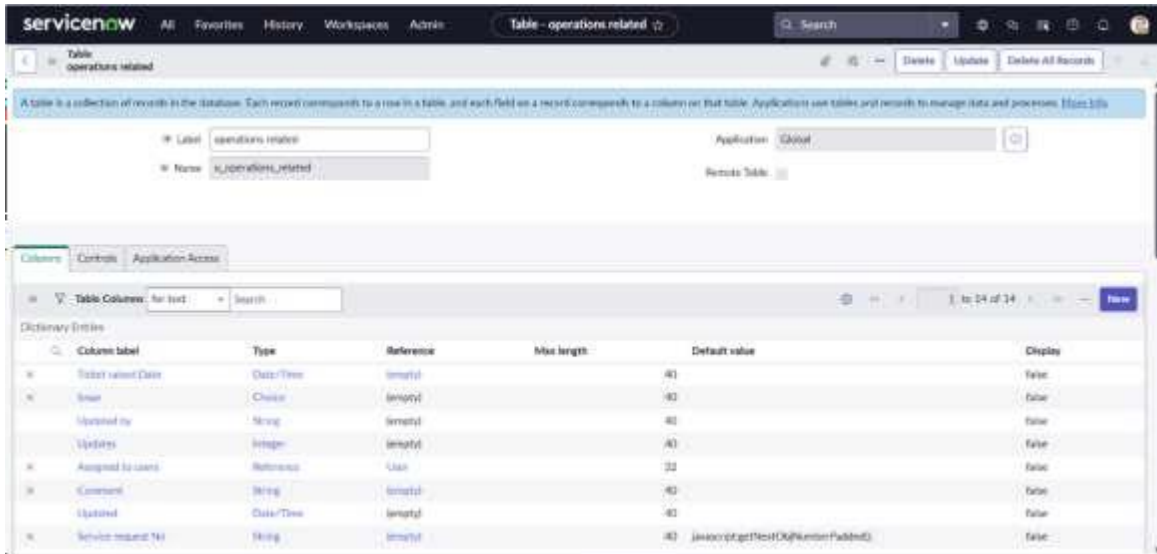 servicenow All Favorites History Workspaces Admin Table - operations related Search
Table
operations related
Delete Update Delete All Records
A table is a collection of records in the database. Each record corresponds to a row in a table, and each field on a record corresponds to a column on that table. Applications use tables and records to manage data and processes. More Info
Label operations related Application Global
Name u_operations_related Remote Table
Columns Controls Application Access
Table Columns for text Search 1 to 14 of 14 New
Dictionary Entries
Column label Type Reference Max length Default value Display
Ticket raised Date Date/Time (empty) 40 false
Issue Choice (empty) 40 false
Updated by String (empty) 40 false
Updates Integer (empty) 40 false
Assigned to users Reference User 32 false
Comment String (empty) 40 false
Updated Date/Time (empty) 40 false
Service request No String (empty) 40 javascript:getNextObjNumberPadded(); false